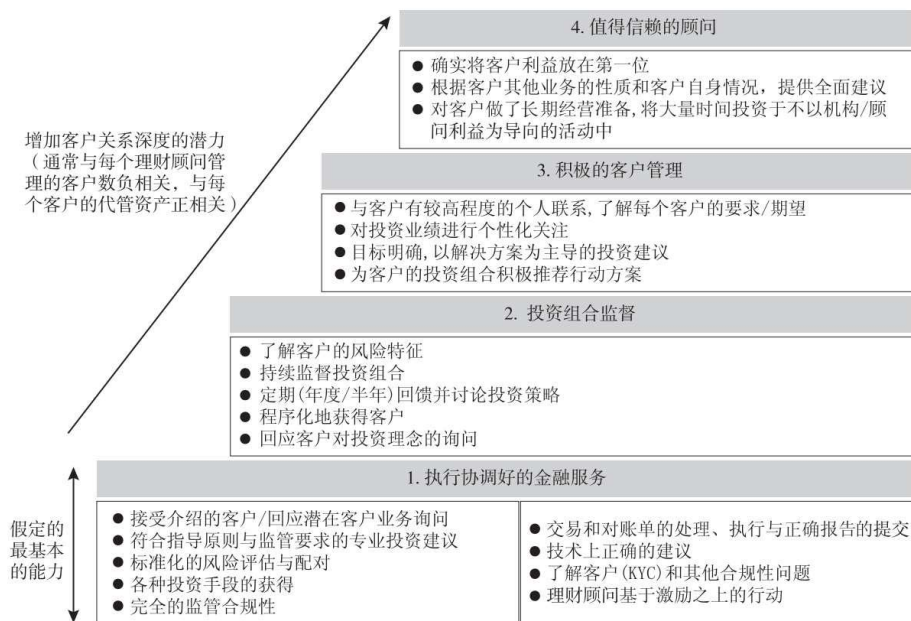 4. 值得信赖的顾问
● 确实将客户利益放在第一位
● 根据客户其他业务的性质和客户自身情况，提供全面建议
● 对客户做了长期经营准备,将大量时间投资于不以机构/顾
问利益为导向的活动中
增加客户关系深度的潜力
（通常与每个理财顾问管
理的客户数负相关，与每
个客户的代管资产正相关）
3. 积极的客户管理
● 与客户有较高程度的个人联系,了解每个客户的要求/期望
● 对投资业绩进行个性化关注
● 目标明确,以解决方案为主导的投资建议
● 为客户的投资组合积极推荐行动方案
2. 投资组合监督
● 了解客户的风险特征
● 持续监督投资组合
● 定期(年度/半年)回馈并讨论投资策略
● 程序化地获得客户
● 回应客户对投资理念的询问
1. 执行协调好的金融服务
假定的
最基本
的能力
● 接受介绍的客户/回应潜在客户业务询问
● 符合指导原则与监管要求的专业投资建议
● 标准化的风险评估与配对
● 各种投资手段的获得
● 完全的监管合规性
● 交易和对账单的处理、执行与正确报告的提交
● 技术上正确的建议
● 了解客户(KYC)和其他合规性问题
● 理财顾问基于激励之上的行动